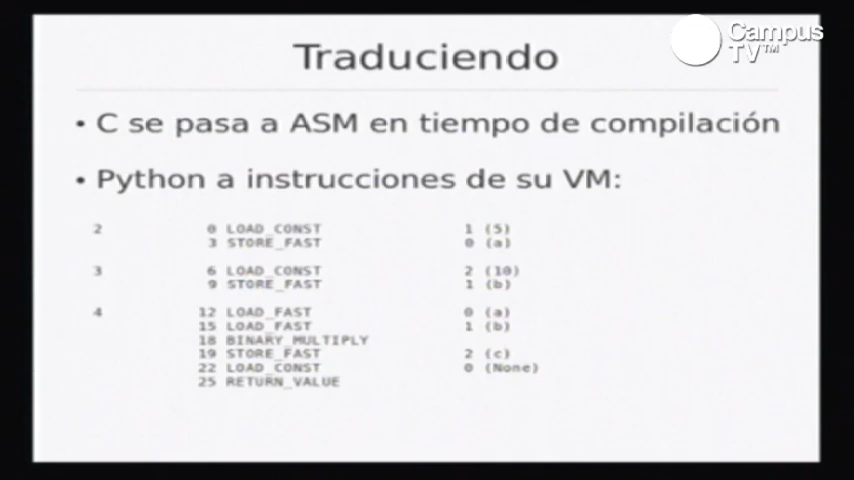 Campus
TV™
Traduciendo
• C se pasa a ASM en tiempo de compilación
• Python a instrucciones de su VM:
2 0 LOAD_CONST 1 (5)
3 STORE_FAST 0 (a)
3 6 LOAD_CONST 2 (10)
9 STORE_FAST 1 (b)
4 12 LOAD_FAST 0 (a)
15 LOAD_FAST 1 (b)
18 BINARY_MULTIPLY
19 STORE_FAST 2 (c)
22 LOAD_CONST 0 (None)
25 RETURN_VALUE